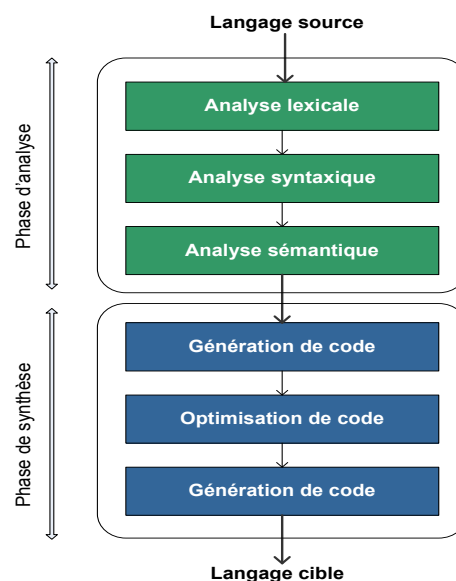 Langage source
Phase d'analyse
Analyse lexicale
Analyse syntaxique
Analyse sémantique
Phase de synthèse
Génération de code
Optimisation de code
Génération de code
Langage cible